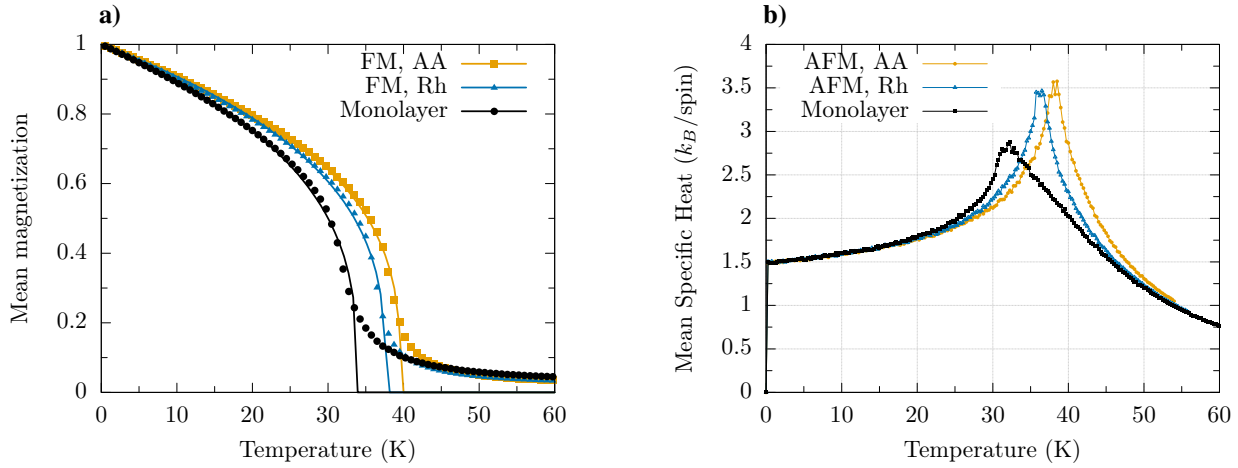 a)
Mean magnetization
1
0.8
0.6
0.4
0.2
0
FM, AA
FM, Rh
Monolayer
0 10 20 30 40 50 60
Temperature (K)
b)
Mean Specific Heat (k_B/spin)
4
3.5
3
2.5
2
1.5
1
0.5
0
AFM, AA
AFM, Rh
Monolayer
0 10 20 30 40 50 60
Temperature (K)